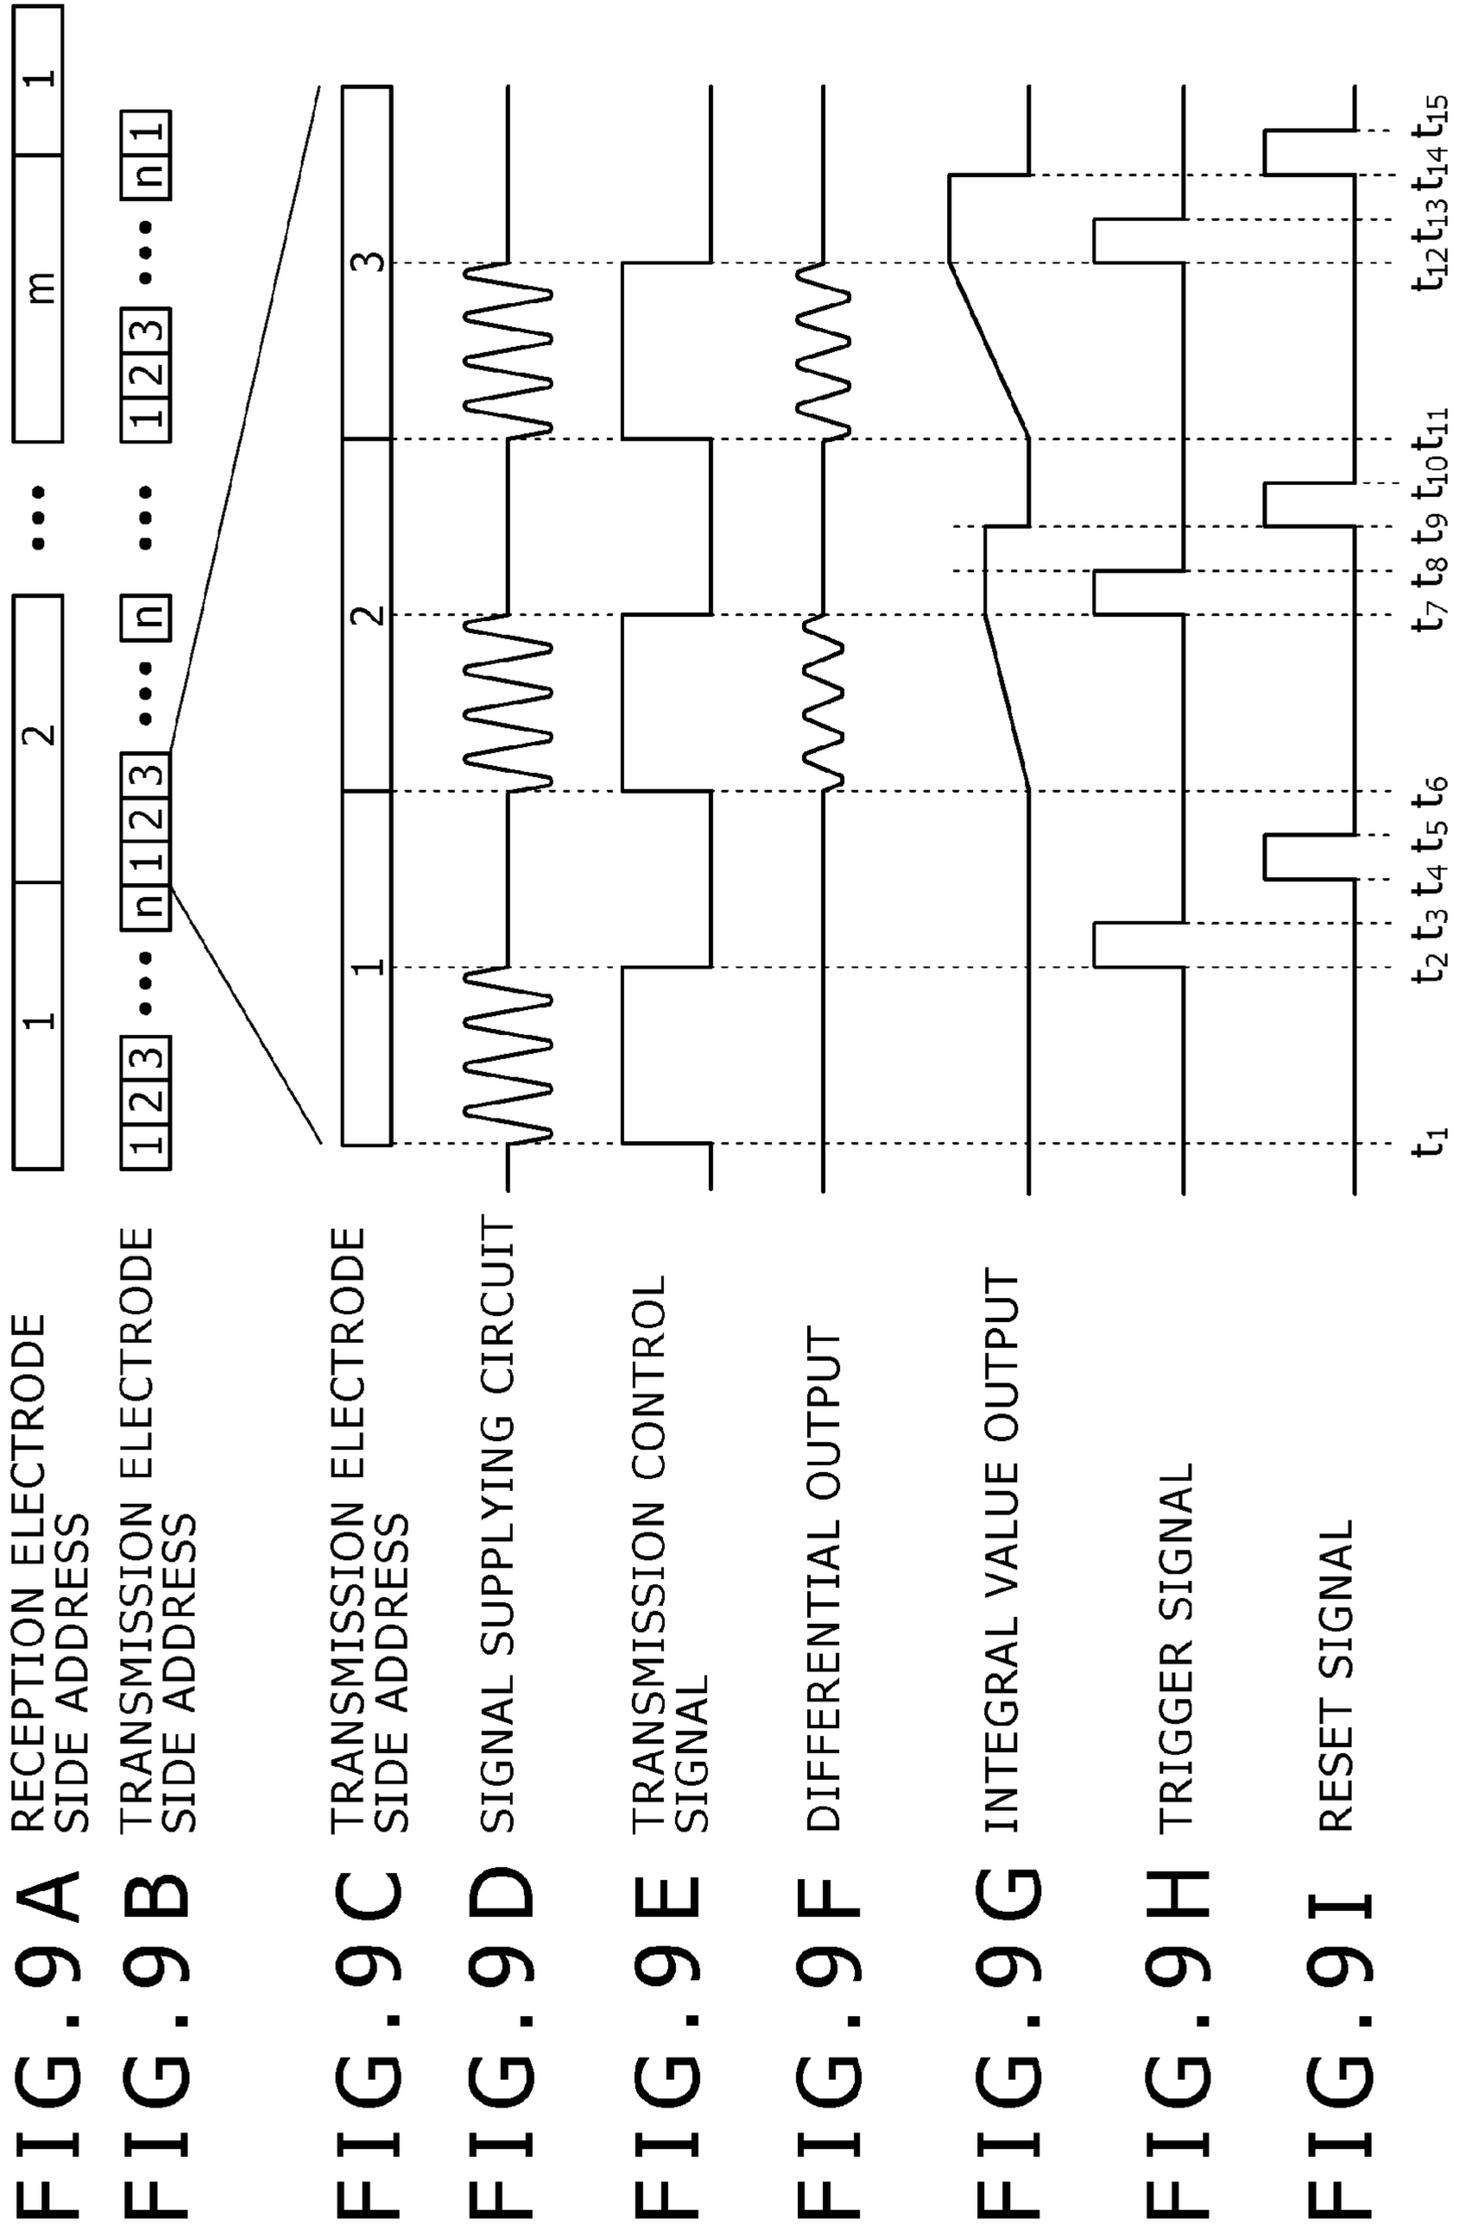 FIG.9A RECEPTION ELECTRODE SIDE ADDRESS 1 2 ••• m 1
FIG.9B TRANSMISSION ELECTRODE SIDE ADDRESS 1 2 3 ••• n 1 2 3 ••• n ••• 1 2 3 ••• n 1
FIG.9C TRANSMISSION ELECTRODE SIDE ADDRESS 1 2 3
FIG.9D SIGNAL SUPPLYING CIRCUIT
FIG.9E TRANSMISSION CONTROL SIGNAL
FIG.9F DIFFERENTIAL OUTPUT
FIG.9G INTEGRAL VALUE OUTPUT
FIG.9H TRIGGER SIGNAL
FIG.9I RESET SIGNAL
t1 t2 t3 t4 t5 t6 t7 t8 t9 t10 t11 t12 t13 t14 t15